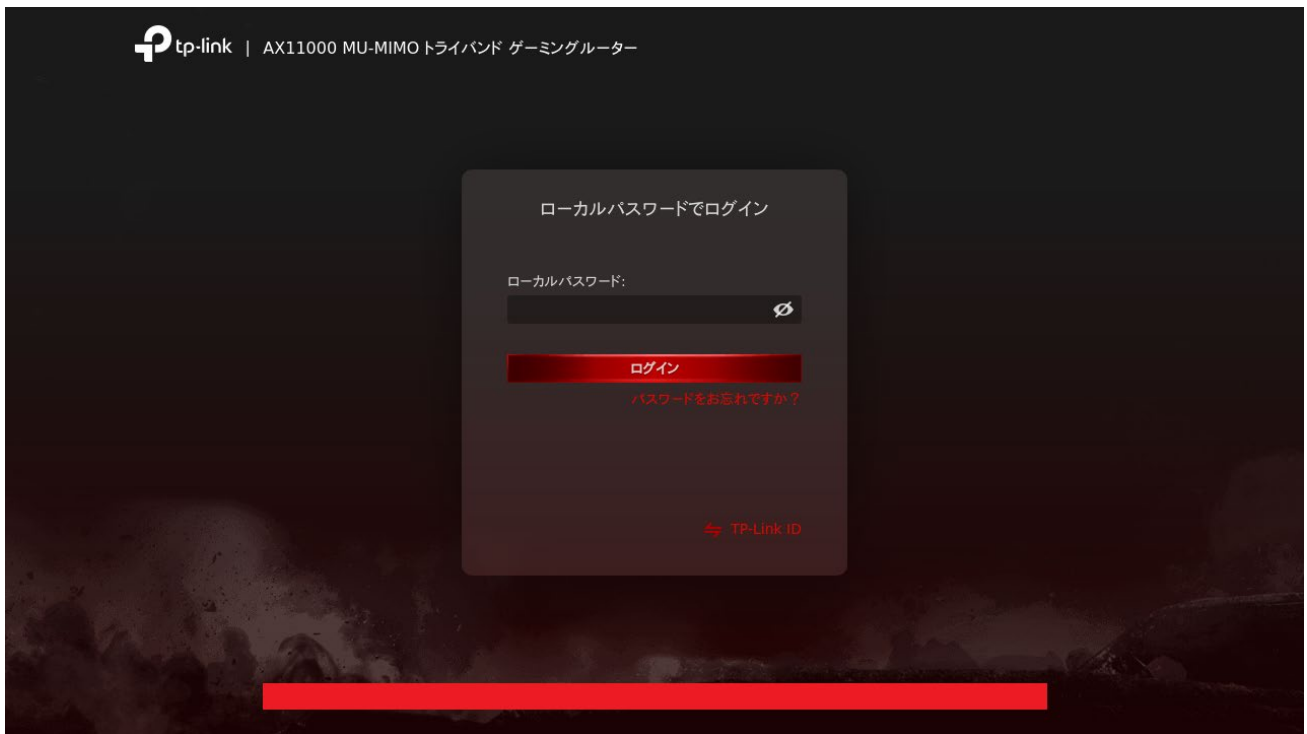 tp-link | AX11000 MU-MIMO トライバンド ゲーミングルーター
ローカルパスワードでログイン
ローカルパスワード:
ログイン
パスワードをお忘れですか？
TP-Link ID